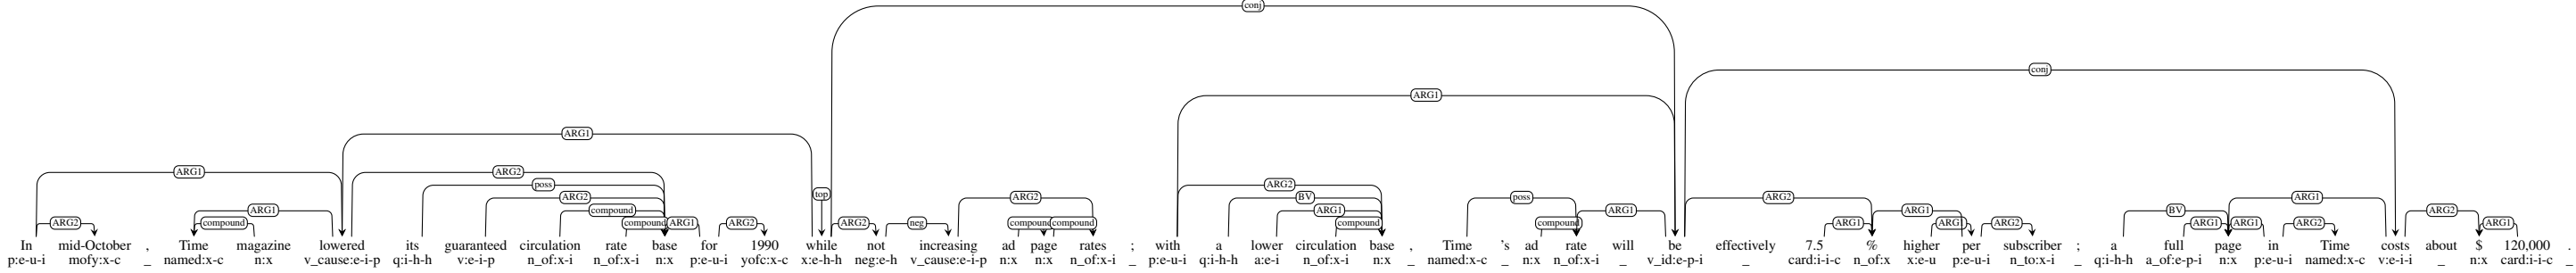 conj
conj
ARG1
ARG1
ARG1 ARG2
poss ARG2
top
ARG2 BV ARG2 poss ARG2 ARG1
ARG1 compound ARG1 ARG1 ARG1 BV
ARG2 compound compound ARG1 ARG2 ARG2 neg compound compound compound compound ARG1 ARG1 ARG2 ARG1 ARG1 ARG2 ARG2 ARG1
In mid-October , Time magazine lowered its guaranteed circulation rate base for 1990 while not increasing ad page rates ; with a lower circulation base , Time 's ad rate will be effectively 7.5 % higher per subscriber ; a full page in Time costs about $ 120,000 .
p:e-u-i mofy:x-c _ named:x-c n:x v_cause:e-i-p q:i-h-h v:e-i-p n_of:x-i n_of:x-i n:x p:e-u-i yofc:x-c x:e-h-h neg:e-h v_cause:e-i-p n:x n:x n_of:x-i _ p:e-u-i q:i-h-h a:e-i n_of:x-i n:x _ named:x-c _ n:x n_of:x-i _ v_id:e-p-i _ card:i-i-c n_of:x x:e-u p:e-u-i n_to:x-i _ q:i-h-h a_of:e-p-i n:x p:e-u-i named:x-c v:e-i-i _ n:x card:i-i-c _